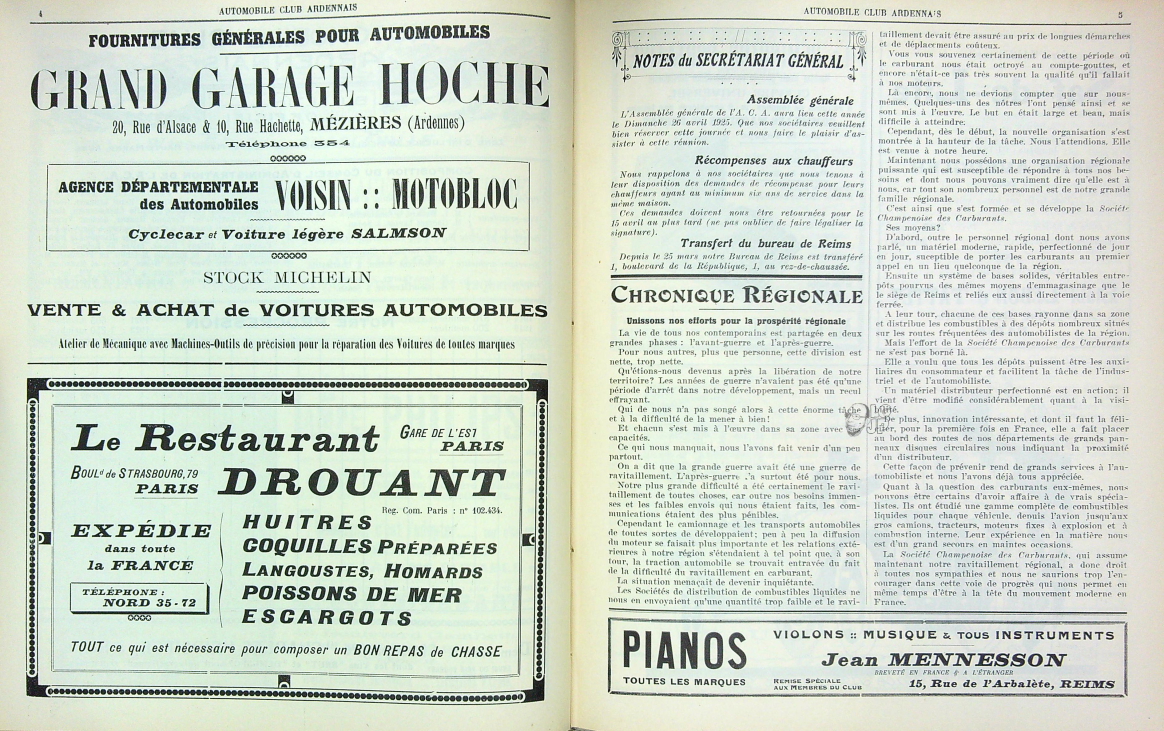 4
AUTOMOBILE CLUB ARDENNAIS
FOURNITURES GÉNÉRALES POUR AUTOMOBILES
GRAND GARAGE HOCHE
20, Rue d'Alsace & 10, Rue Hachette, MÉZIÈRES (Ardennes)
Téléphone 354
AGENCE DÉPARTEMENTALE
des Automobiles
VOISIN :: MOTOBLOC
Cyclecar et Voiture légère SALMSON
STOCK MICHELIN
VENTE & ACHAT de VOITURES AUTOMOBILES
Atelier de Mécanique avec Machines-Outils de précision pour la réparation des Voitures de toutes marques
Le Restaurant
GARE DE L'EST
PARIS
BOULd de STRASBOURG, 79
PARIS
DROUANT
Reg. Com. Paris : n° 102.434.
EXPÉDIE
dans toute
la FRANCE
TÉLÉPHONE :
NORD 35-72
HUITRES
COQUILLES PRÉPARÉES
LANGOUSTES, HOMARDS
POISSONS DE MER
ESCARGOTS
TOUT ce qui est nécessaire pour composer un BON REPAS de CHASSE
AUTOMOBILE CLUB ARDENNAIS
5
NOTES du SECRÉTARIAT GÉNÉRAL
Assemblée générale
L'Assemblée générale de l'A. C. A. aura lieu cette année
le Dimanche 26 avril 1925. Que nos sociétaires veuillent
bien réserver cette journée et nous faire le plaisir d'as-
sister à cette réunion.
Récompenses aux chauffeurs
Nous rappelons à nos sociétaires que nous tenons à
leur disposition des demandes de récompense pour leurs
chauffeurs ayant au minimum six ans de service dans la
même maison.
Ces demandes doivent nous être retournées pour le
15 avril au plus tard (ne pas oublier de faire légaliser la
signature).
Transfert du bureau de Reims
Depuis le 25 mars notre Bureau de Reims est transféré
1, boulevard de la République, 1, au rez-de-chaussée.
CHRONIQUE RÉGIONALE
Unissons nos efforts pour la prospérité régionale
La vie de tous nos contemporains est partagée en deux
grandes phases : l'avant-guerre et l'après-guerre.
Pour nous autres, plus que personne, cette division est
nette, trop nette.
Qu'étions-nous devenus après la libération de notre
territoire? Les années de guerre n'avaient pas été qu'une
période d'arrêt dans notre développement, mais un recul
effrayant.
Qui de nous n'a pas songé alors à cette énorme tâche
et à la difficulté de la mener à bien!
Et chacun s'est mis à l'œuvre dans sa zone avec
capacités.
Ce qui nous manquait, nous l'avons fait venir d'un peu
partout.
On a dit que la grande guerre avait été une guerre de
ravitaillement. L'après-guerre l'a surtout été pour nous.
Notre plus grande difficulté a été certainement le ravi-
taillement de toutes choses, car outre nos besoins immen-
ses et les faibles envois qui nous étaient faits, les com-
munications étaient des plus pénibles.
Cependant le camionnage et les transports automobiles
de toutes sortes de développaient; peu à peu la diffusion
du moteur se faisait plus importante et les relations exté-
rieures à notre région s'étendaient à tel point que, à son
tour, la traction automobile se trouvait entravée du fait
de la difficulté du ravitaillement en carburant.
La situation menaçait de devenir inquiétante.
Les Sociétés de distribution de combustibles liquides ne
nous en envoyaient qu'une quantité trop faible et le ravi-
taillement devait être assuré au prix de longues démarches
et de déplacments coûteux.
Vous vous souvenez certainement de cette période où
le carburant nous était octroyé au compte-gouttes, et
encore n'était-ce pas très souvent la qualité qu'il fallait
à nos moteurs.
Là encore, nous ne devions compter que sur nous-
mêmes. Quelques-uns des nôtres l'ont pensé ainsi et se
sont mis à l'œuvre. Le but en était large et beau, mais
difficile à atteindre.
Cependant, dès le début, la nouvelle organisation s'est
montrée à la hauteur de la tâche. Nous l'attendions. Elle
est venue à notre heure.
Maintenant nous possédons une organisation régionale
puissante qui est susceptible de répondre à tous nos be-
soins et dont nous pouvons vraiment dire qu'elle est à
nous, car tout son nombreux personnel est de notre grande
famille régionale.
C'est ainsi que s'est formée et se développe la Société
Champenoise des Carburants.
Ses moyens?
D'abord, outre le personnel régional dont nous avons
parlé, un matériel moderne, rapide, perfectionné de jour
en jour, susceptible de porter les carburants au premier
appel en un lieu quelconque de la région.
Ensuite un système de bases solides, véritables entre-
pôts pourvus des mêmes moyens d'emmagasinage que le
le siège de Reims et reliés eux aussi directement à la voie
ferrée.
A leur tour, chacune de ces bases rayonne dans sa zone
et distribue les combustibles à des dépôts nombreux situés
sur les routes fréquentées des automobilistes de la région.
Mais l'effort de la Société Champenoise des Carburants
ne s'est pas borné là.
Elle a voulu que tous les dépôts puissent être les auxi-
liaires du consommateur et facilitent la tâche de l'indus-
triel et de l'automobiliste.
Un matériel distributeur perfectionné est en action; il
vient d'être modifié considérablement quant à la visi-
bilité.
De plus, innovation intéressante, et dont il faut la féli-
citer, pour la première fois en France, elle a fait placer
au bord des routes de nos départements de grands pan-
neaux disques circulaires nous indiquant la proximité
d'un distributeur.
Cette façon de prévenir rend de grands services à l'au-
tomobiliste et nous l'avons déjà tous appréciée.
Quant à la question des carburants eux-mêmes, nous
pouvons être certains d'avoir affaire à de vrais spécia-
listes. Ils ont étudié une gamme complète de combustibles
liquides pour chaque véhicule, depuis l'avion jusqu'aux
gros camions, tracteurs, moteurs fixes à explosion et à
combustion interne. Leur expérience en la matière nous
est d'un grand secours en maintes occasions.
La Société Champenoise des Carburants, qui assume
maintenant notre ravitaillement régional, a donc droit
à toutes nos sympathies et nous ne saurions trop l'en-
courager dans cette voie de progrès qui nous permet en
même temps d'être à la tête du mouvement moderne en
France.
PIANOS
TOUTES LES MARQUES
VIOLONS :: MUSIQUE & TOUS INSTRUMENTS
Jean MENNESSON
BREVETÉ EN FRANCE & A L'ÉTRANGER
REMISE SPÉCIALE
AUX MEMBRES DU CLUB
15, Rue de l'Arbalète, REIMS